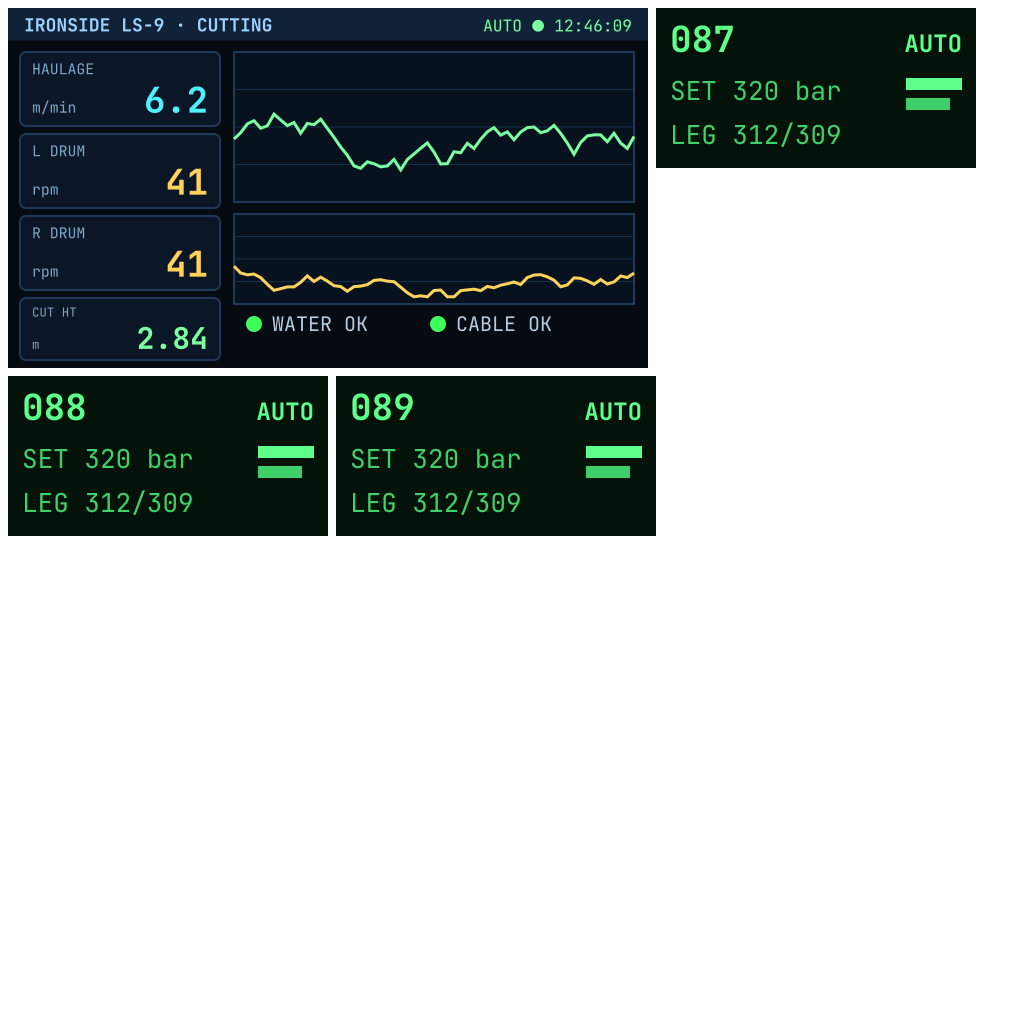 IRONSIDE LS-9 · CUTTING
AUTO ● 12:46:09
HAULAGE
m/min 6.2
L DRUM
rpm 41
R DRUM
rpm 41
CUT HT
m 2.84
WATER OK
CABLE OK
087 AUTO
SET 320 bar
LEG 312/309
088 AUTO
SET 320 bar
LEG 312/309
089 AUTO
SET 320 bar
LEG 312/309